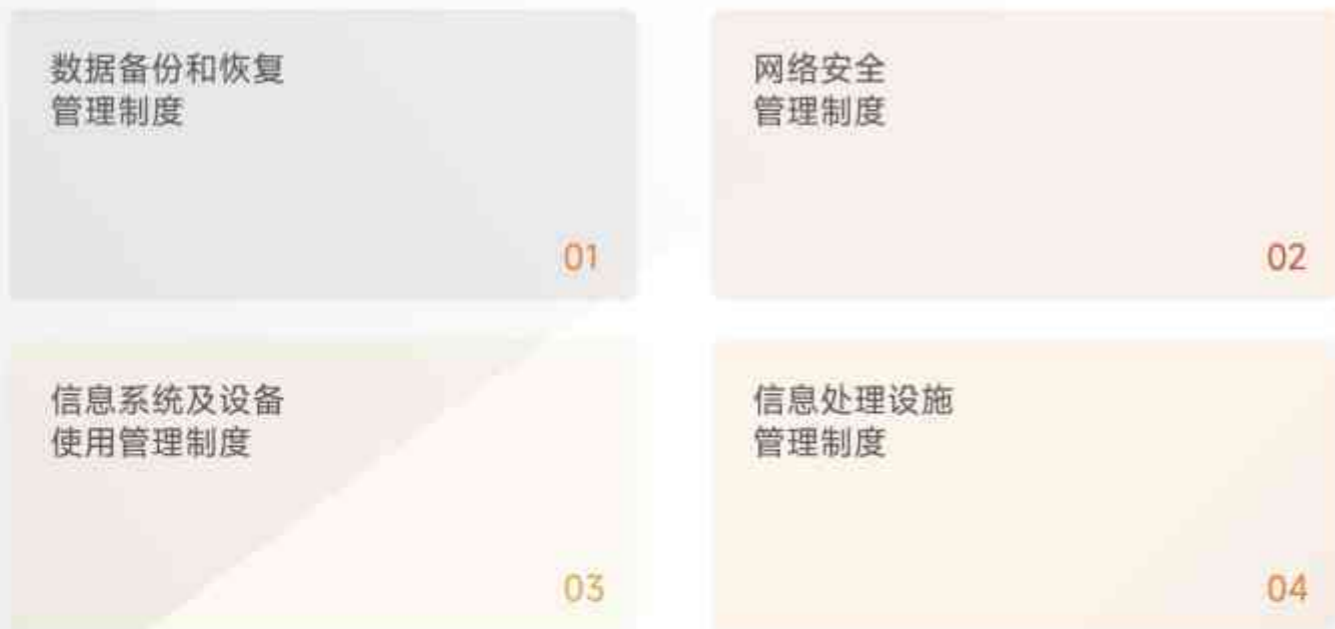 数据备份和恢复
管理制度
01
网络安全
管理制度
02
信息系统及设备
使用管理制度
03
信息处理设施
管理制度
04